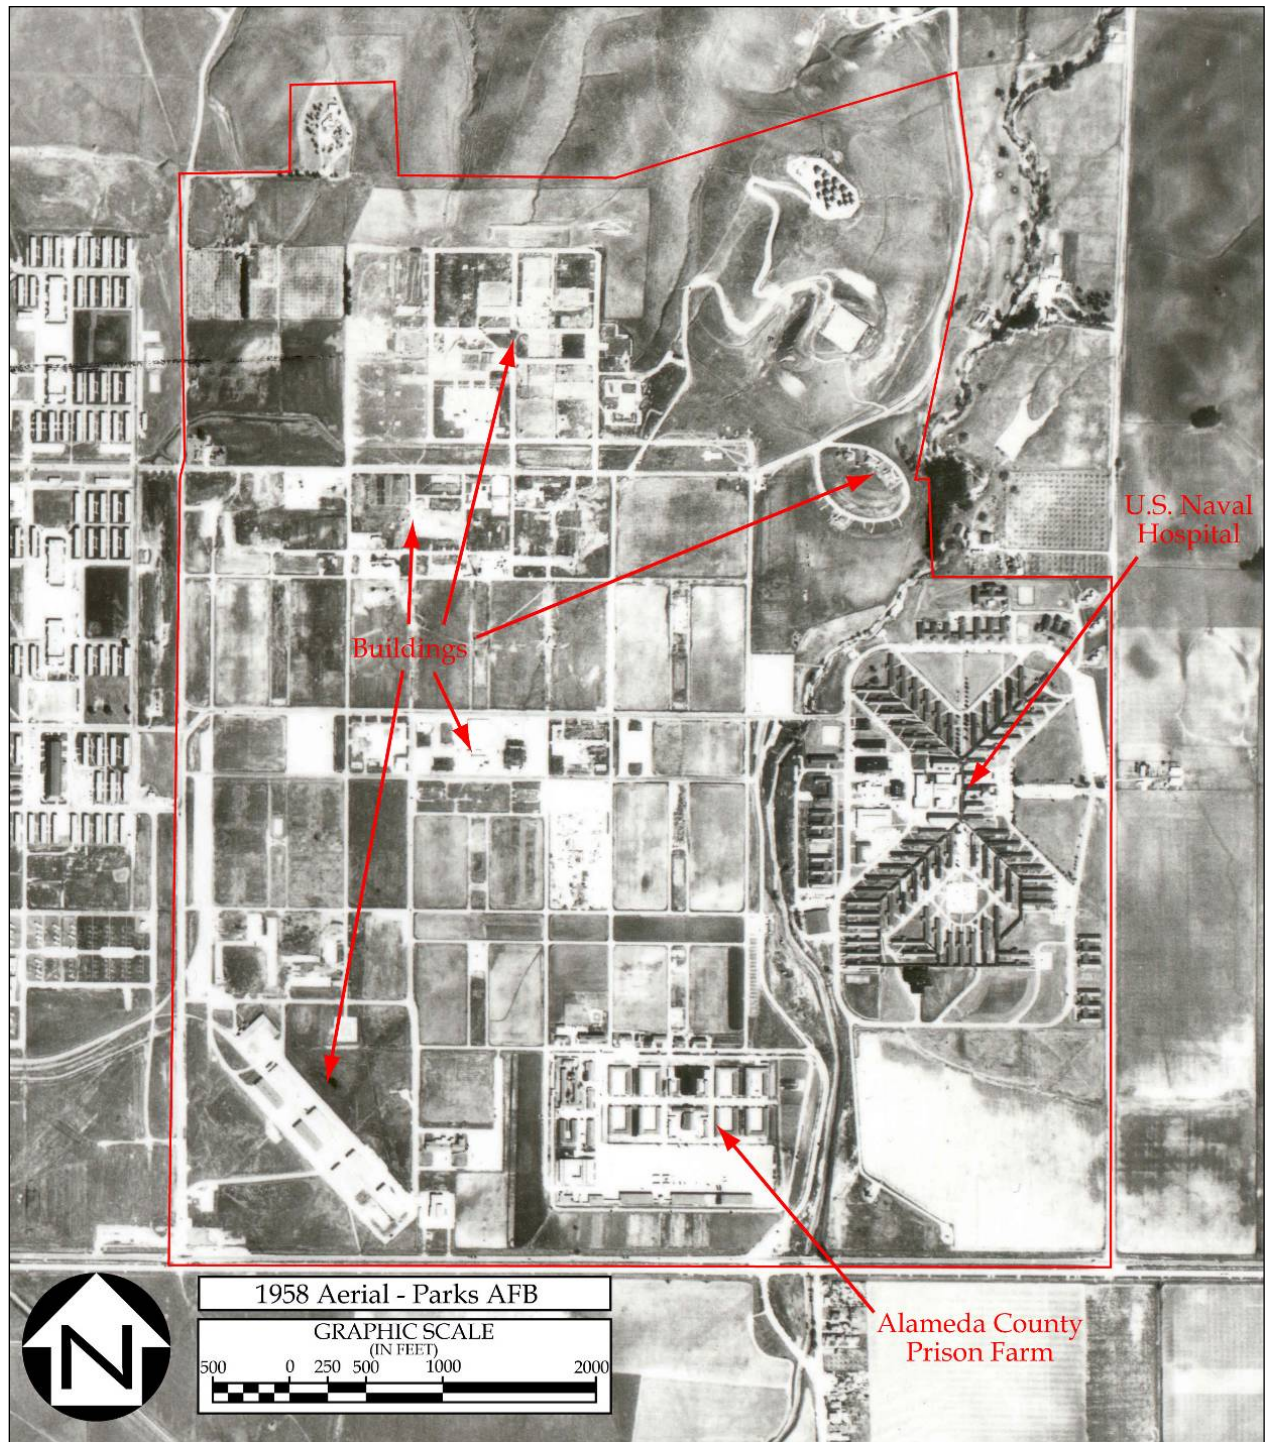 U.S. Naval
Hospital
Buildings
N
1958 Aerial - Parks AFB
GRAPHIC SCALE
(IN FEET)
500 0 250 500 1000 2000
Alameda County
Prison Farm